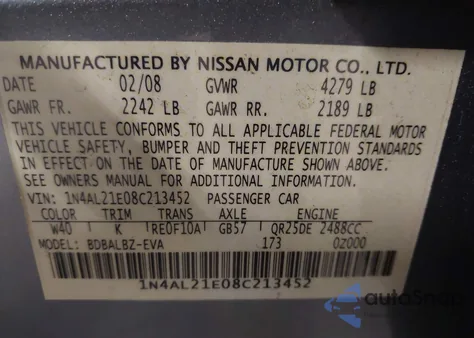 MANUFACTURED BY NISSAN MOTOR CO., LTD.
DATE 02/08 GVWR 4279 LB
GAWR FR. 2242 LB GAWR RR. 2189 LB
THIS VEHICLE CONFORMS TO ALL APPLICABLE FEDERAL MOTOR
VEHICLE SAFETY, BUMPER AND THEFT PREVENTION STANDARDS
IN EFFECT ON THE DATE OF MANUFACTURE SHOWN ABOVE.
SEE OWNERS MANUAL FOR ADDITIONAL INFORMATION.
VIN: 1N4AL21E08C213452 PASSENGER CAR
COLOR TRIM TRANS AXLE ENGINE
W40 K RE0F10A GB57 QR25DE 2488CC
MODEL: BDBALBZ-EVA 173 0Z000
1N4AL21E08C213452
autoSnap